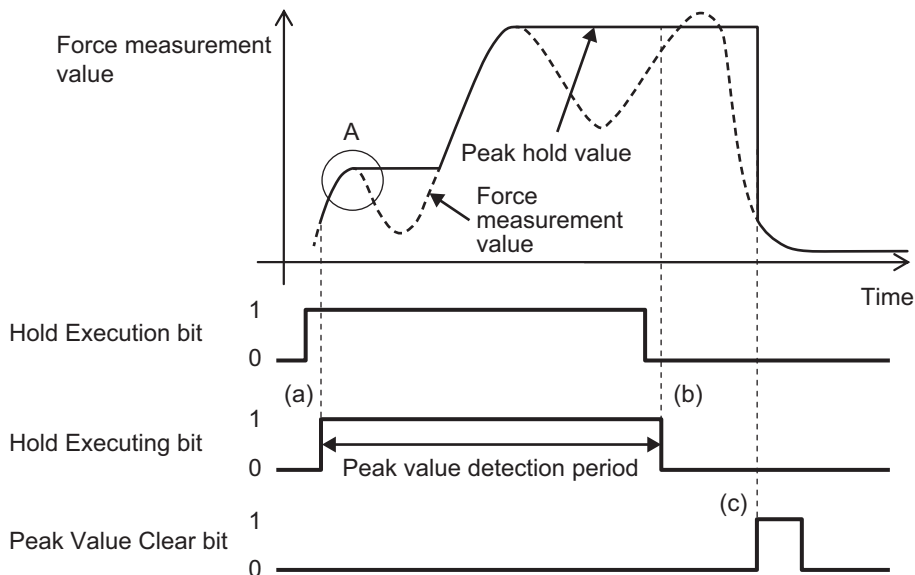 Force measurement
value
A
Peak hold value
Force
measurement
value
Time
Hold Execution bit
1
0
(a)
(b)
Hold Executing bit
1
0
Peak value detection period
(c)
Peak Value Clear bit
1
0